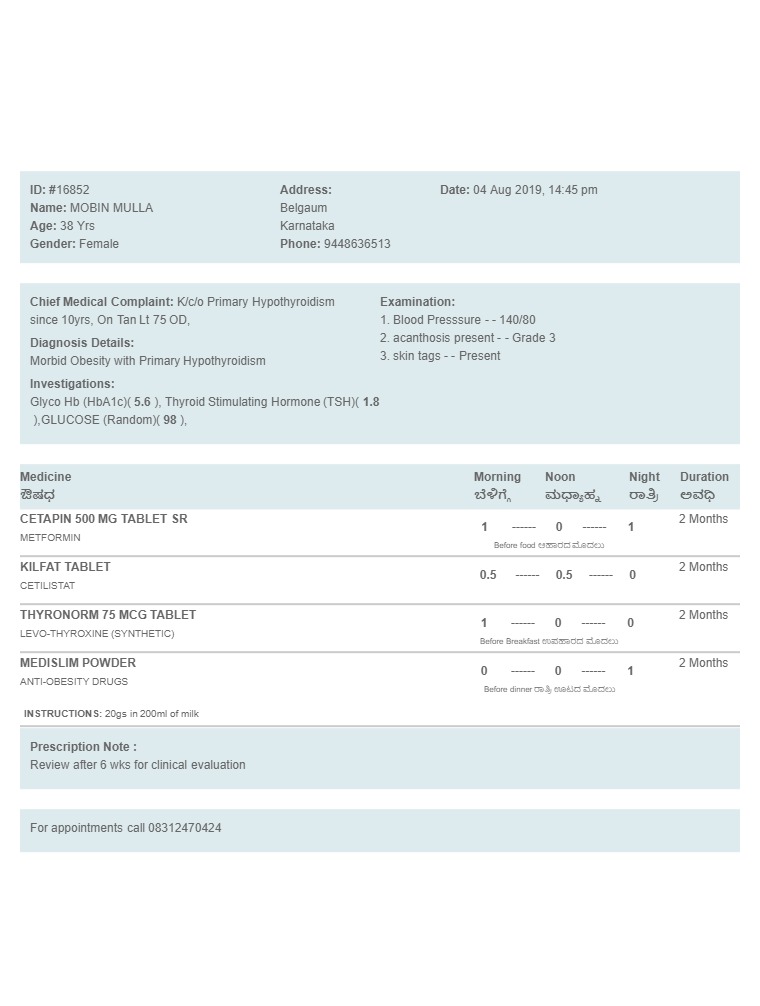 ID: #16852
Name: MOBIN MULLA
Age: 38 Yrs
Gender: Female
Address:
Belgaum
Karnataka
Phone: 9448636513
Date: 04 Aug 2019, 14:45 pm
Chief Medical Complaint: K/c/o Primary Hypothyroidism
since 10yrs, On Tan Lt 75 OD,
Diagnosis Details:
Morbid Obesity with Primary Hypothyroidism
Investigations:
Glyco Hb (HbA1c)( 5.6 ), Thyroid Stimulating Hormone (TSH)( 1.8
),GLUCOSE (Random)( 98 ),
Examination:
1. Blood Presssure - - 140/80
2. acanthosis present - - Grade 3
3. skin tags - - Present
Medicine Morning Noon Night Duration
ಔಷಧ ಬೆಳಿಗ್ಗೆ ಮಧ್ಯಾಹ್ನ ರಾತ್ರಿ ಅವಧಿ
CETAPIN 500 MG TABLET SR 1 ------ 0 ------ 1 2 Months
METFORMIN
Before food ಆಹಾರದ ಮೊದಲು
KILFAT TABLET 0.5 ------ 0.5 ------ 0 2 Months
CETILISTAT
THYRONORM 75 MCG TABLET 1 ------ 0 ------ 0 2 Months
LEVO-THYROXINE (SYNTHETIC)
Before Breakfast ಉಪಹಾರದ ಮೊದಲು
MEDISLIM POWDER 0 ------ 0 ------ 1 2 Months
ANTI-OBESITY DRUGS
Before dinner ರಾತ್ರಿ ಊಟದ ಮೊದಲು
INSTRUCTIONS: 20gs in 200ml of milk
Prescription Note :
Review after 6 wks for clinical evaluation
For appointments call 08312470424